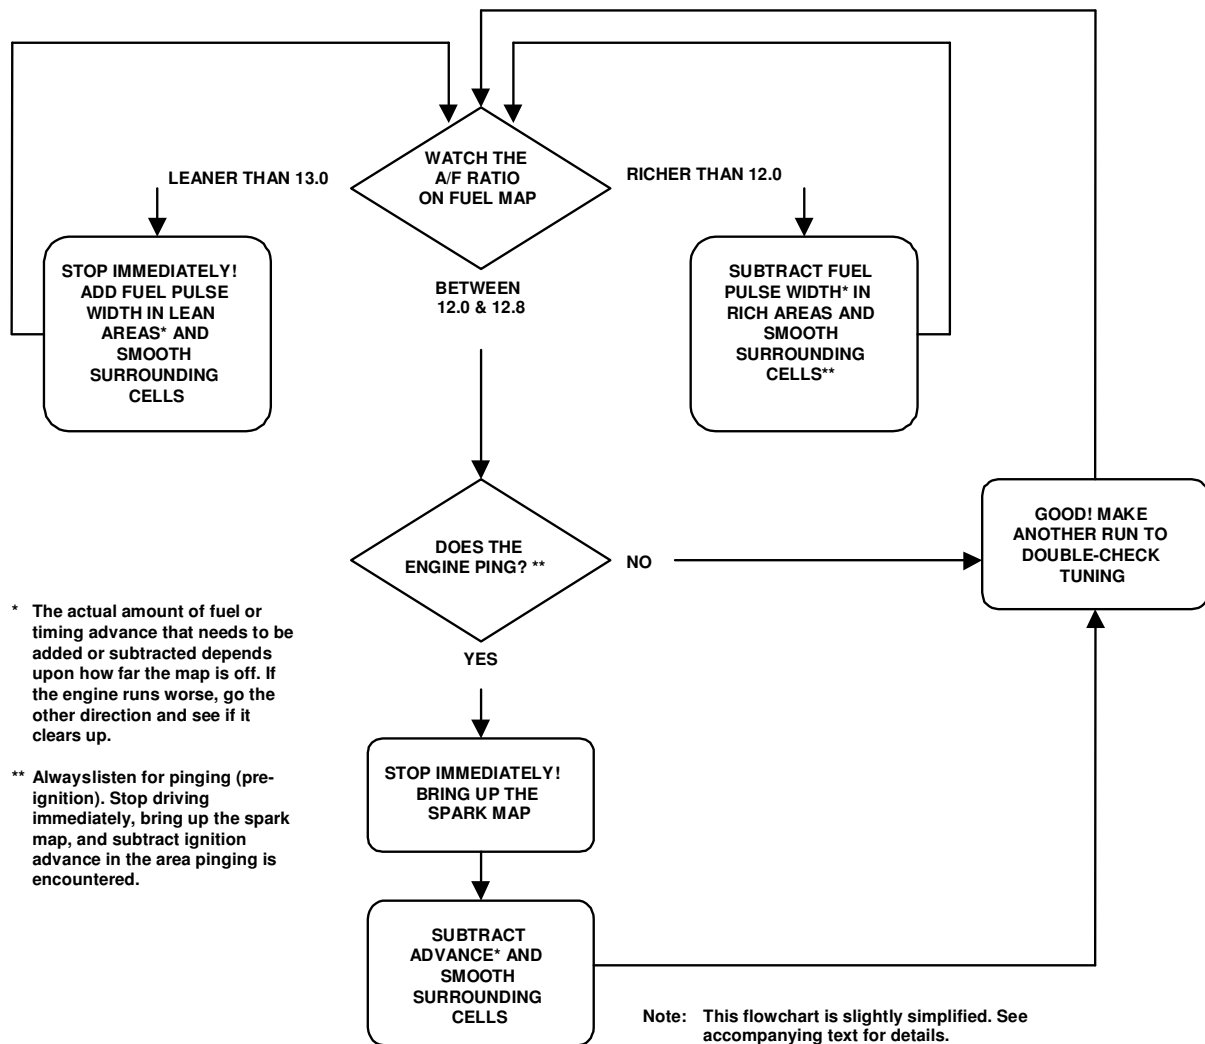 WATCH THE
A/F RATIO
ON FUEL MAP
LEANER THAN 13.0
RICHER THAN 12.0
STOP IMMEDIATELY!
ADD FUEL PULSE
WIDTH IN LEAN
AREAS* AND
SMOOTH
SURROUNDING
CELLS
BETWEEN
12.0 & 12.8
SUBTRACT FUEL
PULSE WIDTH* IN
RICH AREAS AND
SMOOTH
SURROUNDING
CELLS**
DOES THE
ENGINE PING? **
NO
GOOD! MAKE
ANOTHER RUN TO
DOUBLE-CHECK
TUNING
YES
* The actual amount of fuel or
timing advance that needs to be
added or subtracted depends
upon how far the map is off. If
the engine runs worse, go the
other direction and see if it
clears up.
** Alwayslisten for pinging (pre-
ignition). Stop driving
immediately, bring up the spark
map, and subtract ignition
advance in the area pinging is
encountered.
STOP IMMEDIATELY!
BRING UP THE
SPARK MAP
SUBTRACT
ADVANCE* AND
SMOOTH
SURROUNDING
CELLS
Note: This flowchart is slightly simplified. See
accompanying text for details.